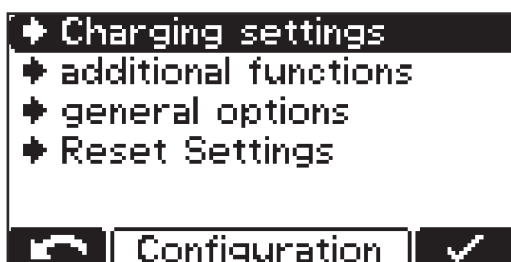 Charging settings
additional functions
general options
Reset Settings
Configuration